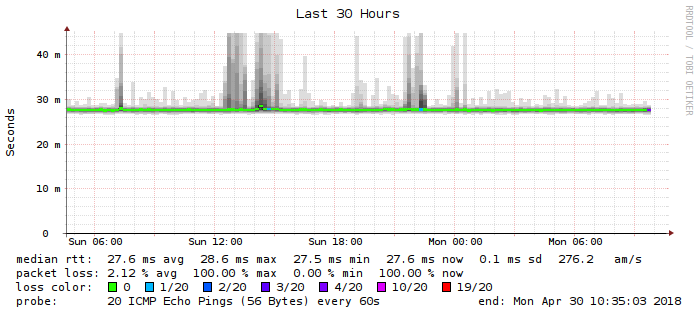 Last 30 Hours
RRDTOOL / TOBI OETIKER
Seconds
40 m
30 m
20 m
10 m
0
Sun 06:00 Sun 12:00 Sun 18:00 Mon 00:00 Mon 06:00
median rtt: 27.6 ms avg 28.6 ms max 27.5 ms min 27.6 ms now 0.1 ms sd 276.2 am/s
packet loss: 2.12 % avg 100.00 % max 0.00 % min 100.00 % now
loss color: 0 1/20 2/20 3/20 4/20 10/20 19/20
probe: 20 ICMP Echo Pings (56 Bytes) every 60s end: Mon Apr 30 10:35:03 2018